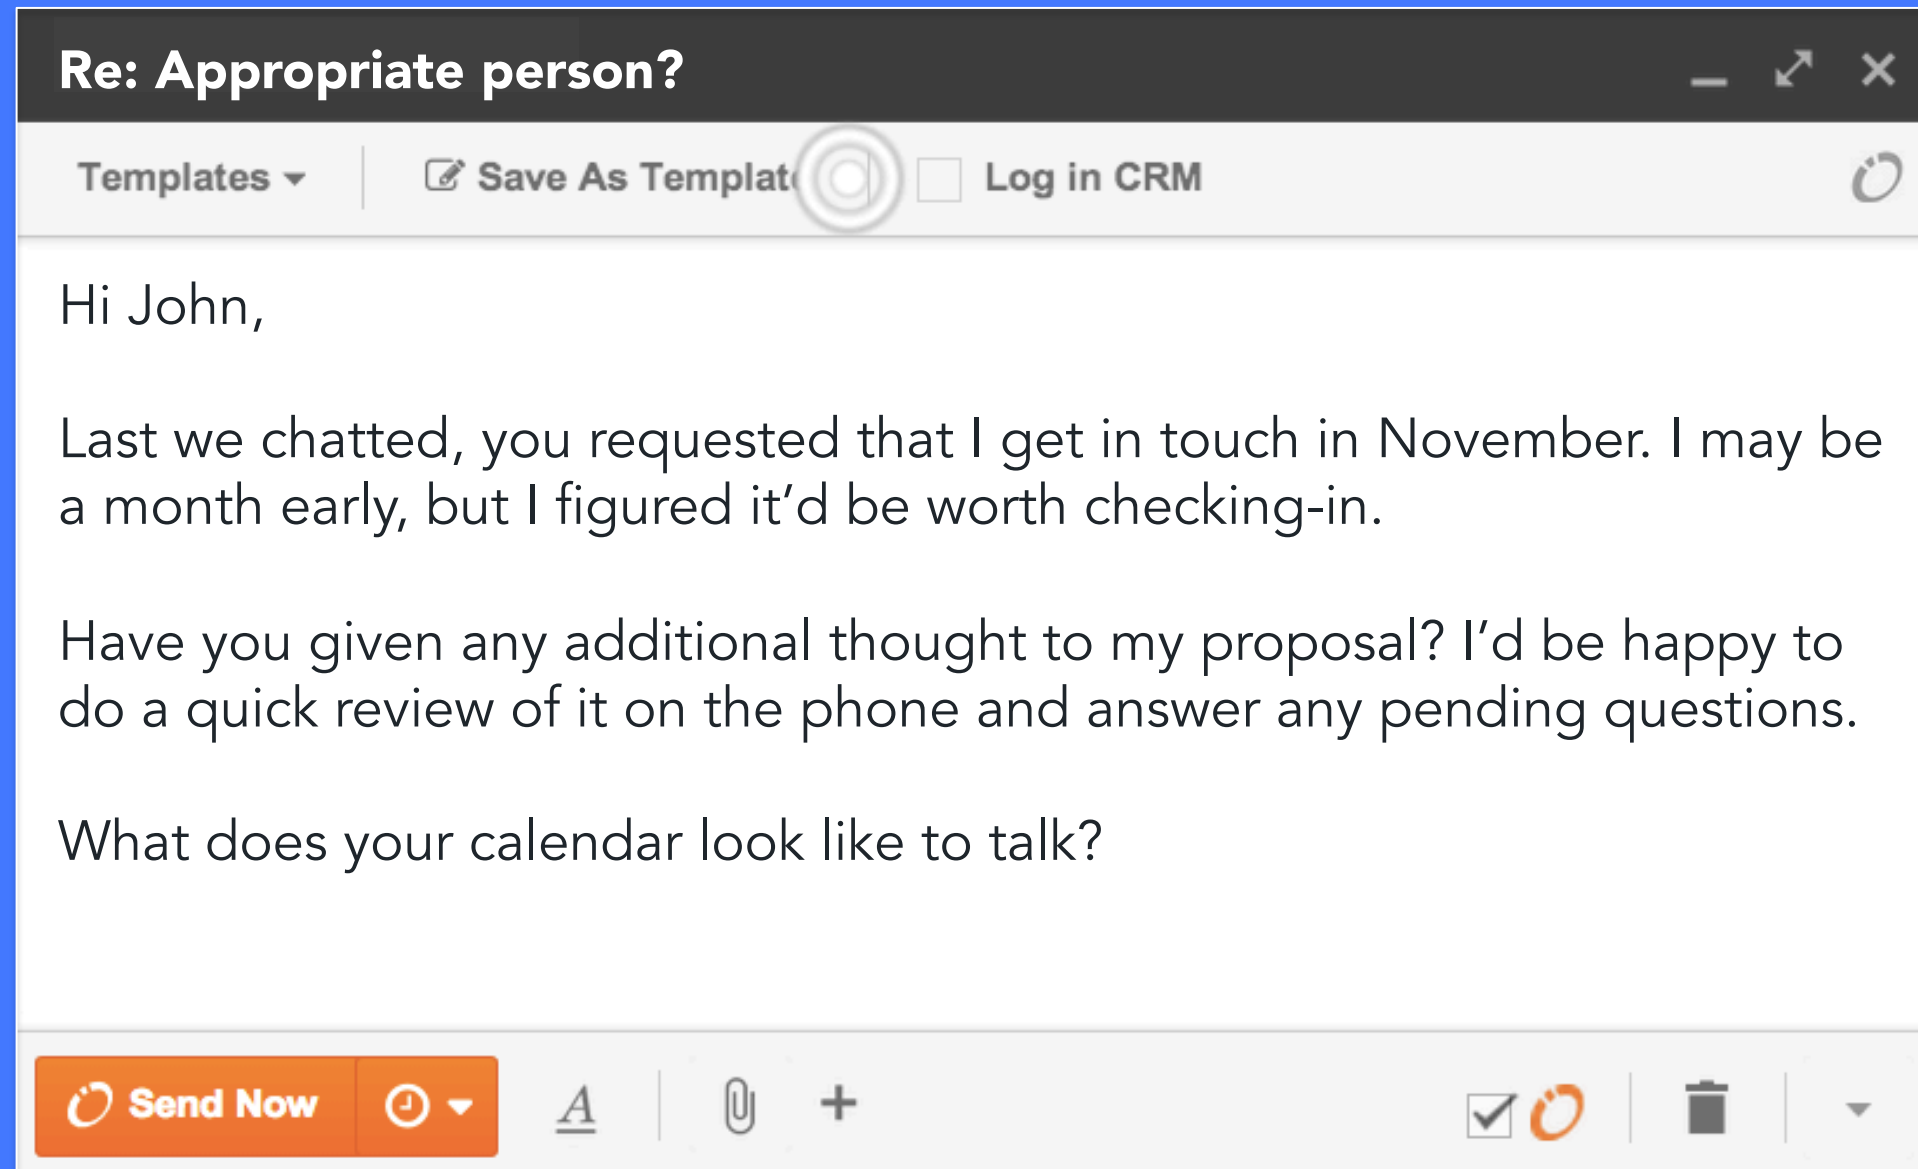 Re: Appropriate person?
Templates
Save As Templat
Log in CRM
Hi John,
Last we chatted, you requested that I get in touch in November. I may be
a month early, but I figured it’d be worth checking-in.
Have you given any additional thought to my proposal? I’d be happy to
do a quick review of it on the phone and answer any pending questions.
What does your calendar look like to talk?
Send Now
A